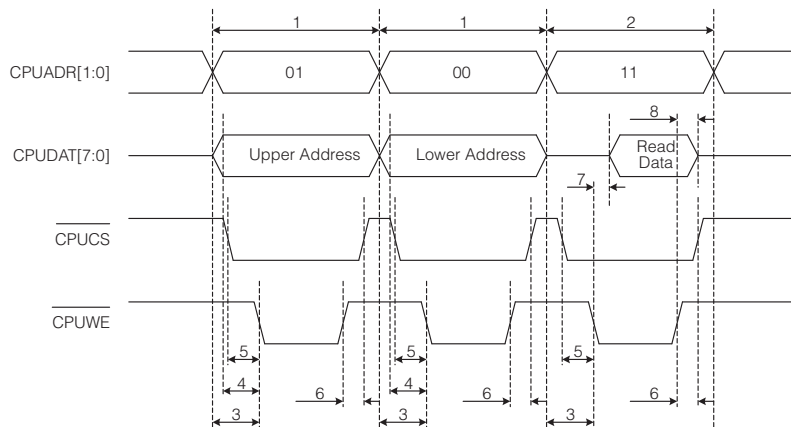 1 1 2
CPUADR[1:0] 01 00 11
8
CPUDAT[7:0] Upper Address Lower Address Read
Data
7
CPUCS
CPUWE
5 5 5
4 6 4 6
3 3 3